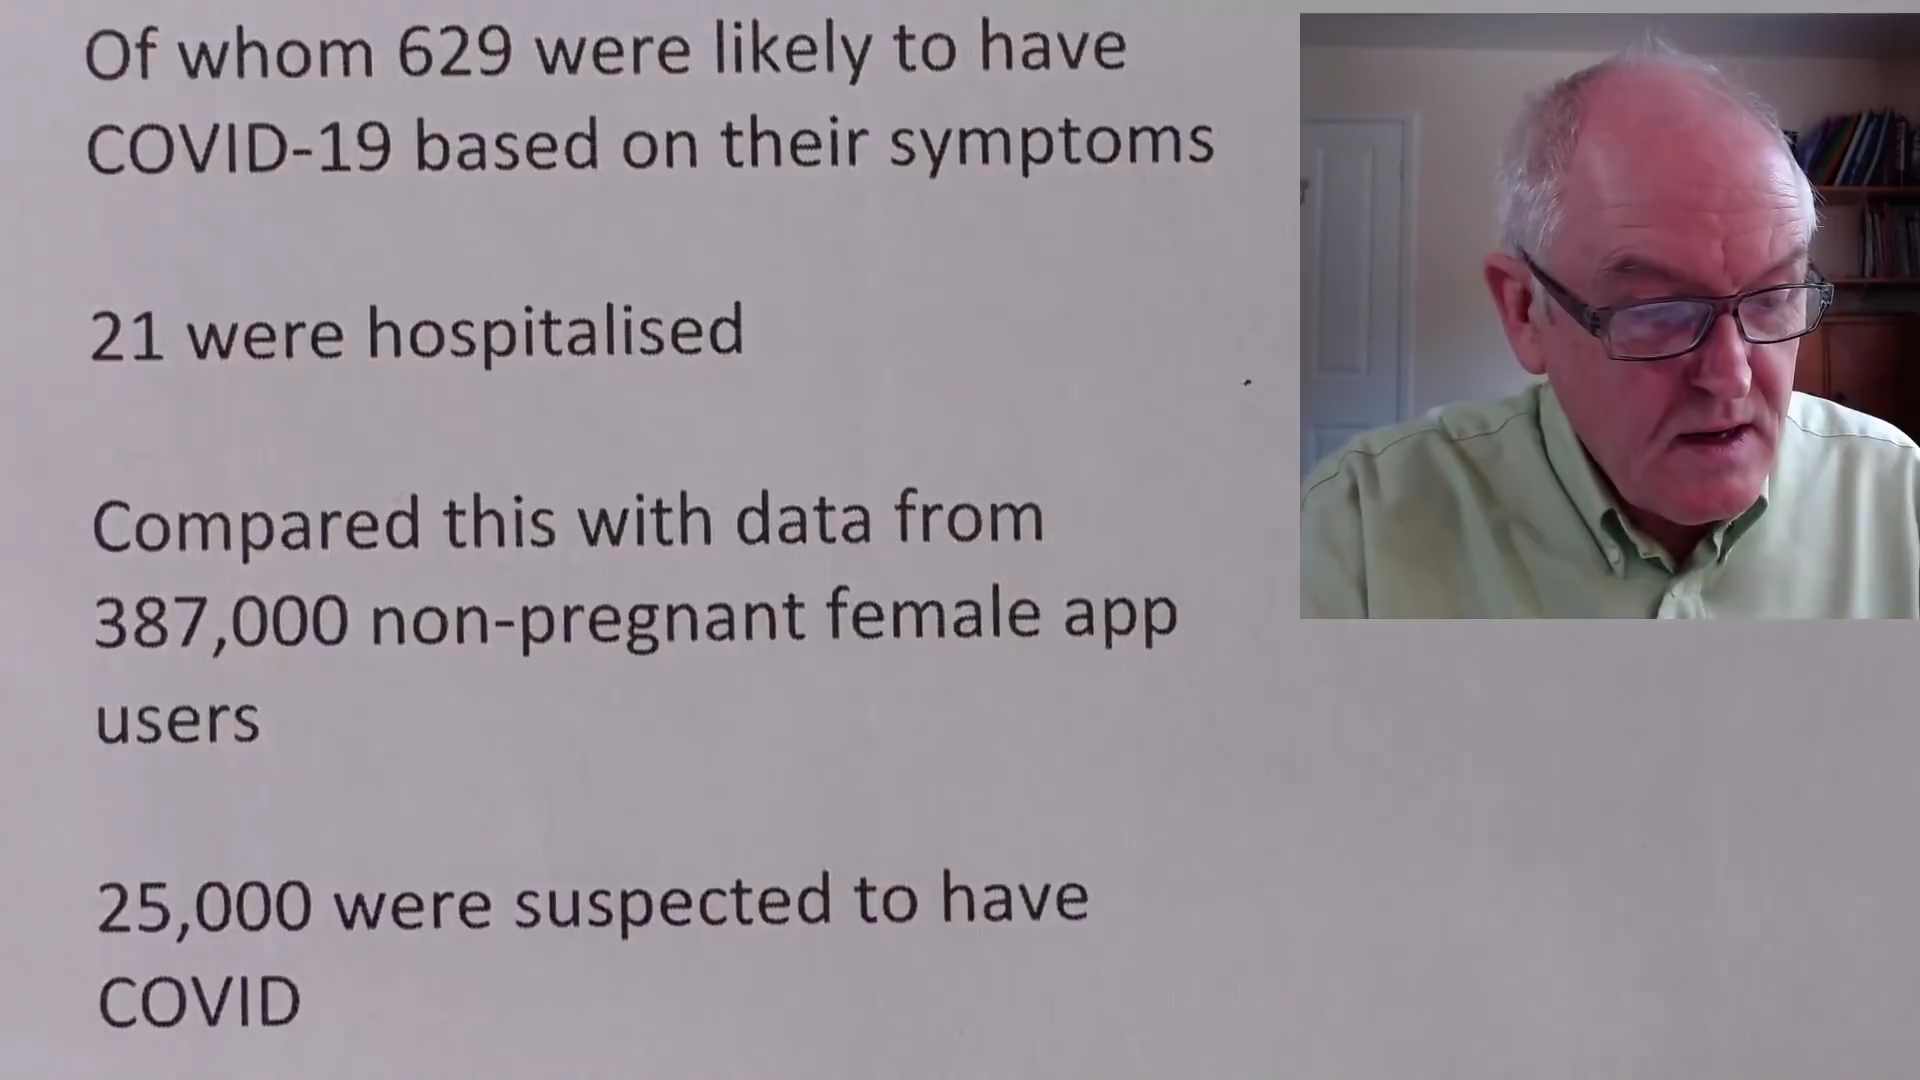 Of whom 629 were likely to have
COVID-19 based on their symptoms
21 were hospitalised
Compared this with data from
387,000 non-pregnant female app
users
25,000 were suspected to have
COVID